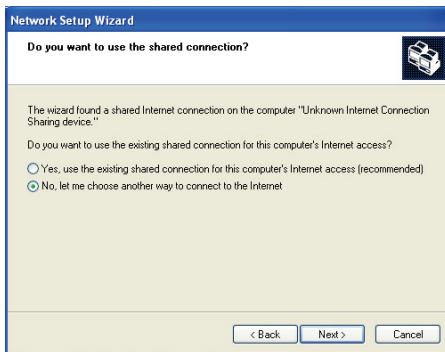 Network Setup Wizard
Do you want to use the shared connection?
The wizard found a shared Internet connection on the computer "Unknown Internet Connection
Sharing device."
Do you want to use the existing shared connection for this computer's Internet access?
Yes, use the existing shared connection for this computer's Internet access (recommended)
No, let me choose another way to connect to the Internet
< Back Next > Cancel